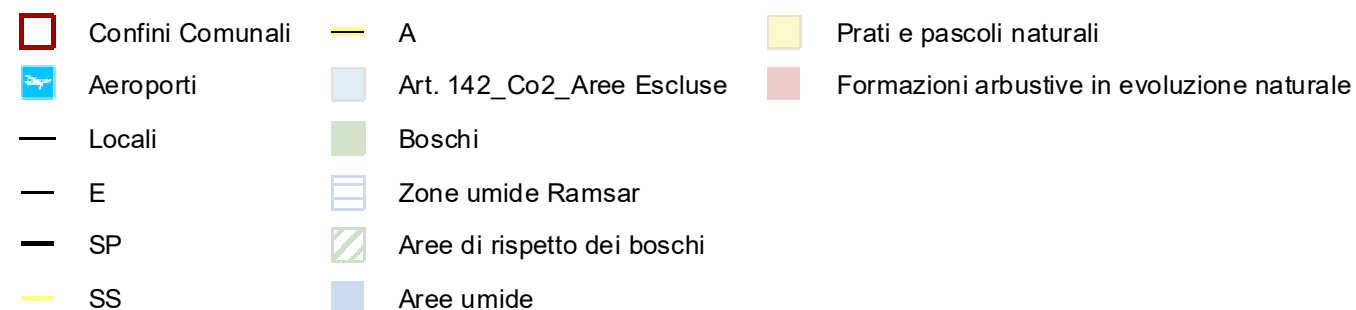 Confini Comunali
Aeroporti
Locali
E
SP
SS
A
Art. 142_Co2_Aree Escluse
Boschi
Zone umide Ramsar
Aree di rispetto dei boschi
Aree umide
Prati e pascoli naturali
Formazioni arbustive in evoluzione naturale